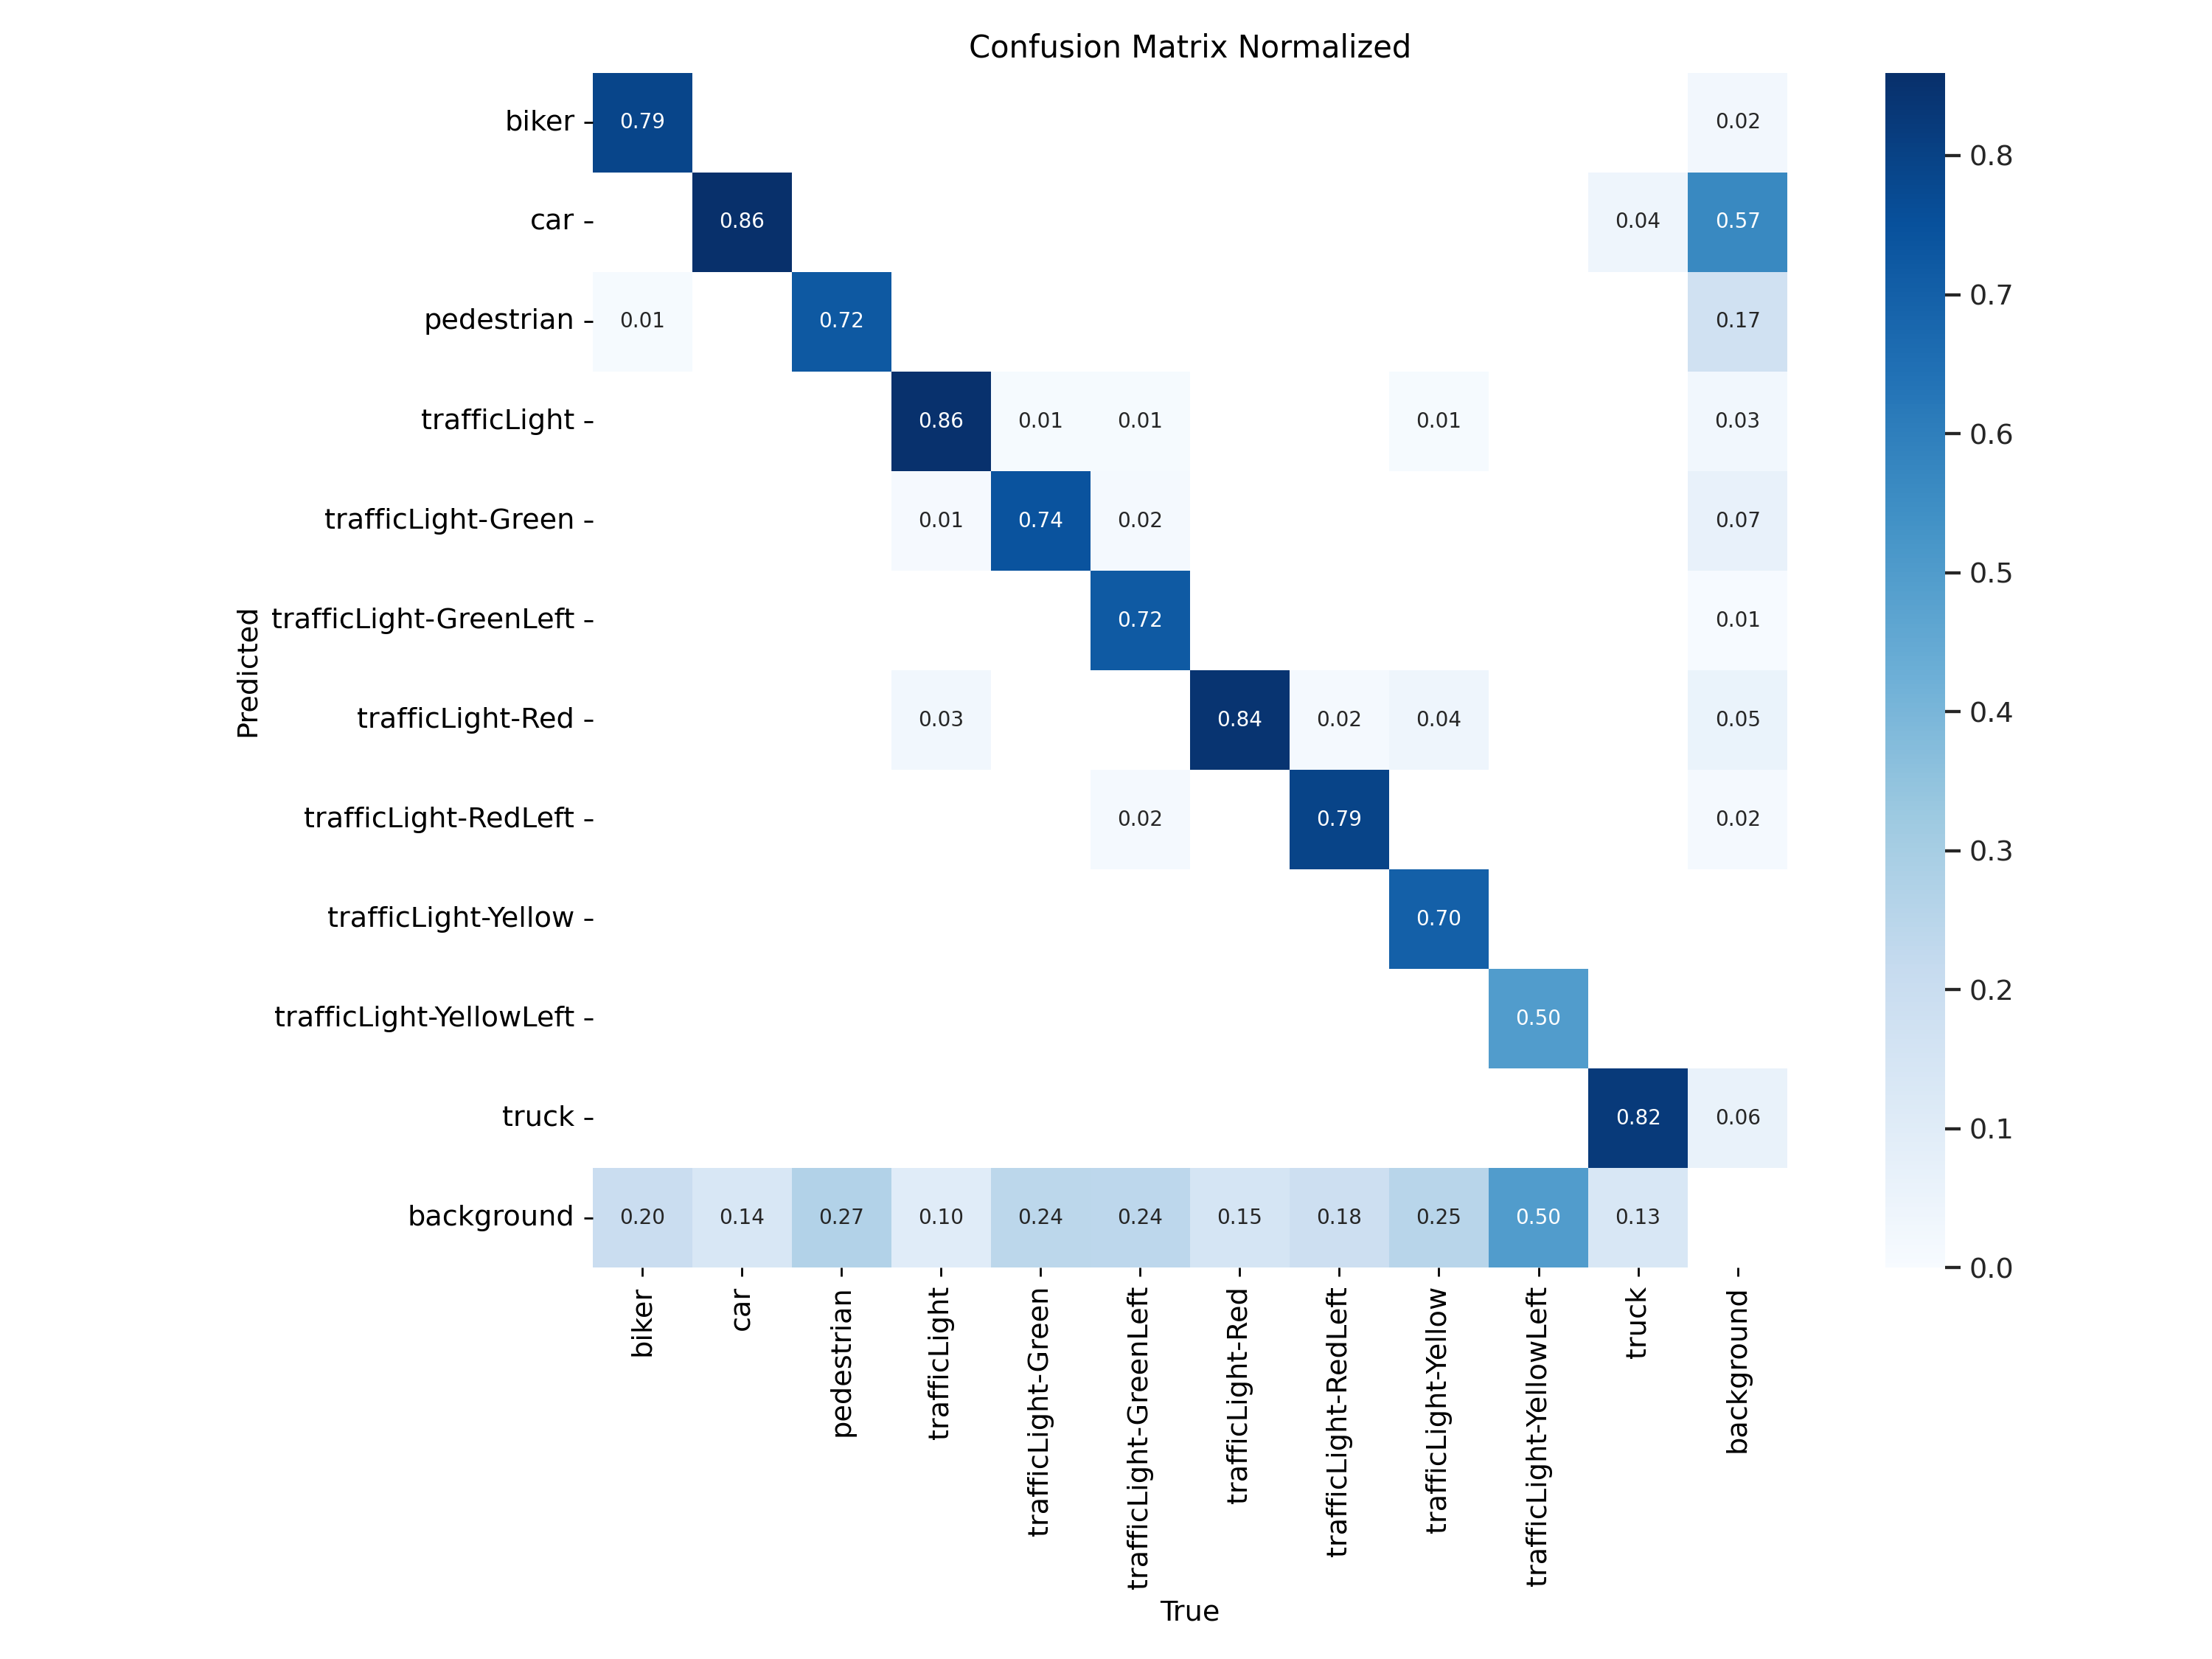 Confusion Matrix Normalized
biker 0.79 0.02
car 0.86 0.04 0.57
pedestrian 0.01 0.72 0.17
trafficLight 0.86 0.01 0.01 0.01 0.03
trafficLight-Green 0.01 0.74 0.02 0.07
trafficLight-GreenLeft 0.72 0.01
trafficLight-Red 0.03 0.84 0.02 0.04 0.05
trafficLight-RedLeft 0.02 0.79 0.02
trafficLight-Yellow 0.70
trafficLight-YellowLeft 0.50
truck 0.82 0.06
background 0.20 0.14 0.27 0.10 0.24 0.24 0.15 0.18 0.25 0.50 0.13
Predicted
biker
car
pedestrian
trafficLight
trafficLight-Green
trafficLight-GreenLeft
trafficLight-Red
trafficLight-RedLeft
trafficLight-Yellow
trafficLight-YellowLeft
truck
background
True
0.8
0.7
0.6
0.5
0.4
0.3
0.2
0.1
0.0